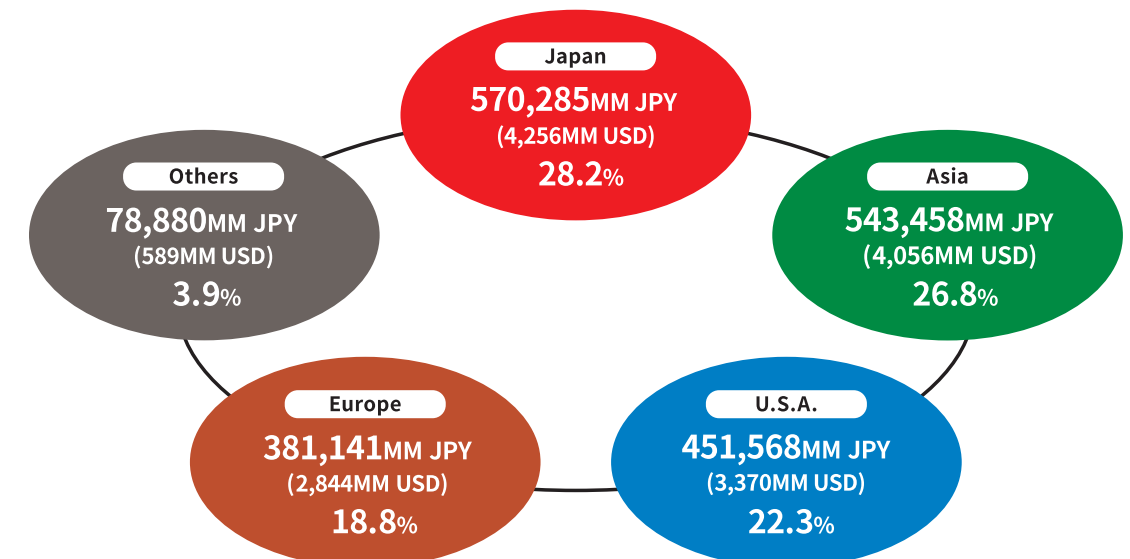 Japan
570,285MM JPY
(4,256MM USD)
28.2%
Others
78,880MM JPY
(589MM USD)
3.9%
Asia
543,458MM JPY
(4,056MM USD)
26.8%
Europe
381,141MM JPY
(2,844MM USD)
18.8%
U.S.A.
451,568MM JPY
(3,370MM USD)
22.3%